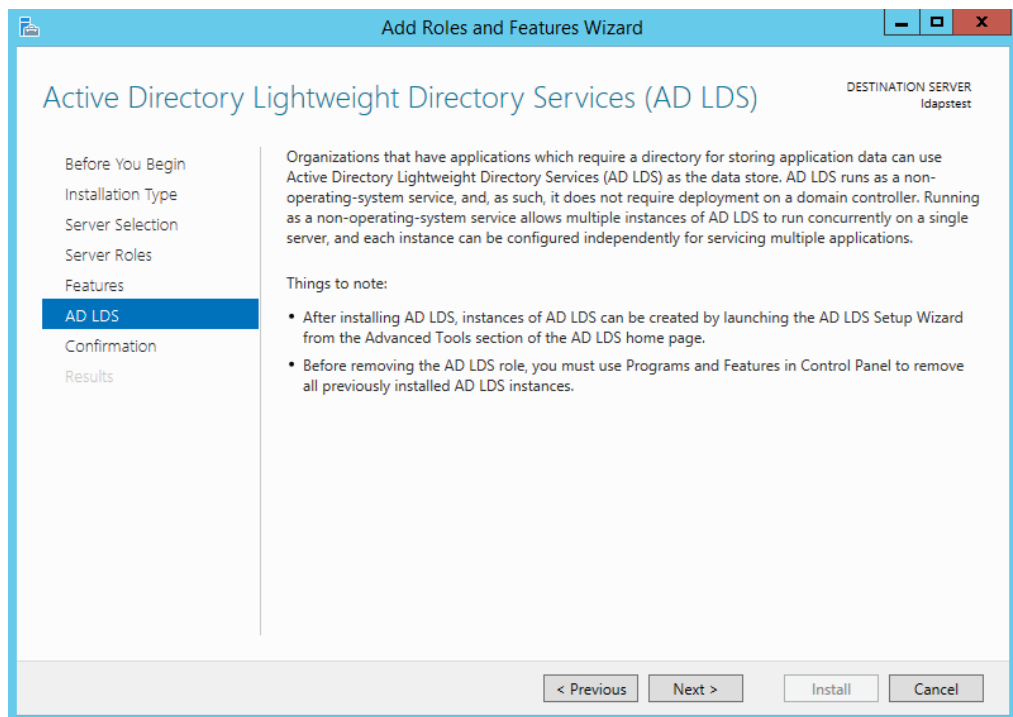 Add Roles and Features Wizard
Active Directory Lightweight Directory Services (AD LDS)
DESTINATION SERVER
ldapstest
Before You Begin
Installation Type
Server Selection
Server Roles
Features
AD LDS
Confirmation
Results
Organizations that have applications which require a directory for storing application data can use
Active Directory Lightweight Directory Services (AD LDS) as the data store. AD LDS runs as a non-
operating-system service, and, as such, it does not require deployment on a domain controller. Running
as a non-operating-system service allows multiple instances of AD LDS to run concurrently on a single
server, and each instance can be configured independently for servicing multiple applications.
Things to note:
• After installing AD LDS, instances of AD LDS can be created by launching the AD LDS Setup Wizard
from the Advanced Tools section of the AD LDS home page.
• Before removing the AD LDS role, you must use Programs and Features in Control Panel to remove
all previously installed AD LDS instances.
< Previous
Next >
Install
Cancel